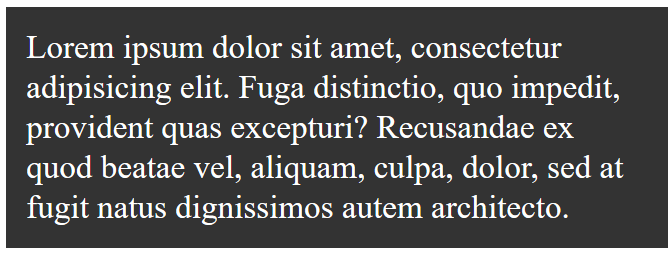 Lorem ipsum dolor sit amet, consectetur
adipisicing elit. Fuga distinctio, quo impedit,
provident quas excepturi? Recusandae ex
quod beatae vel, aliquam, culpa, dolor, sed at
fugit natus dignissimos autem architecto.